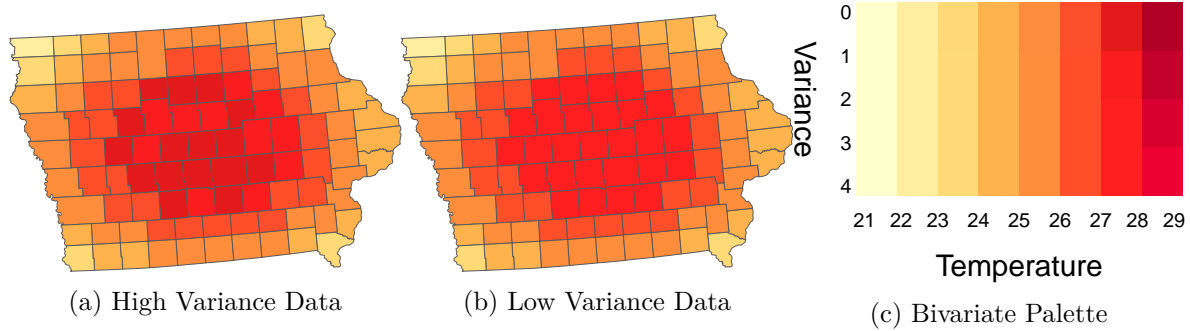 (a) High Variance Data
(b) Low Variance Data
Variance
0
1
2
3
4
21 22 23 24 25 26 27 28 29
Temperature
(c) Bivariate Palette